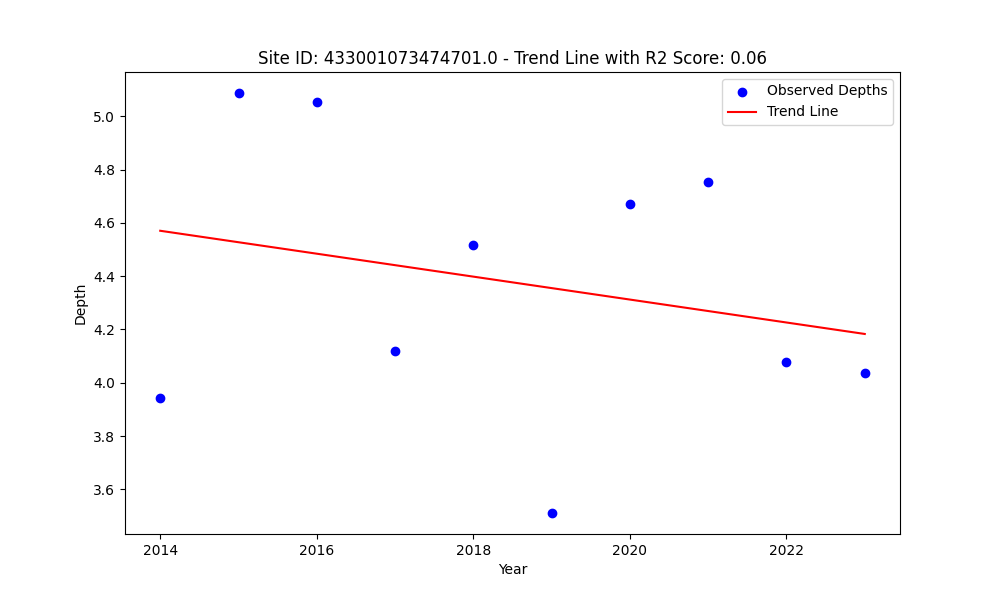 Site ID: 433001073474701.0 - Trend Line with R2 Score: 0.06
Observed Depths
Trend Line
Depth
5.0
4.8
4.6
4.4
4.2
4.0
3.8
3.6
2014 2016 2018 2020 2022
Year